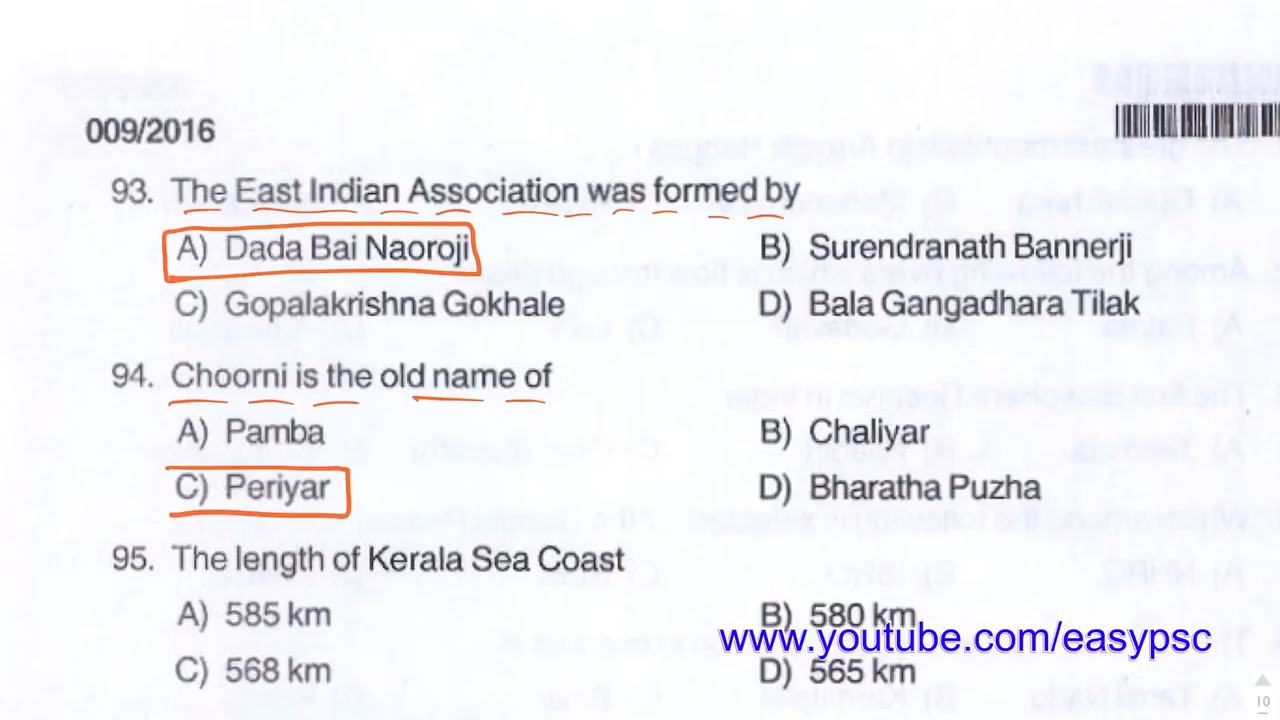 009/2016
93. The East Indian Association was formed by
A) Dada Bai Naoroji B) Surendranath Bannerji
C) Gopalakrishna Gokhale D) Bala Gangadhara Tilak
94. Choorni is the old name of
A) Pamba B) Chaliyar
C) Periyar D) Bharatha Puzha
95. The length of Kerala Sea Coast
A) 585 km B) 580 km
www.youtube.com/easypsc
C) 568 km D) 565 km
10